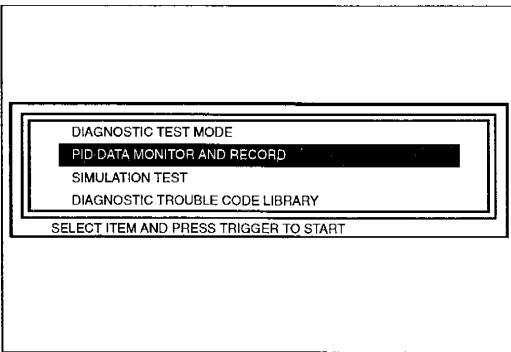 DIAGNOSTIC TEST MODE
PID DATA MONITOR AND RECORD
SIMULATION TEST
DIAGNOSTIC TROUBLE CODE LIBRARY
SELECT ITEM AND PRESS TRIGGER TO START